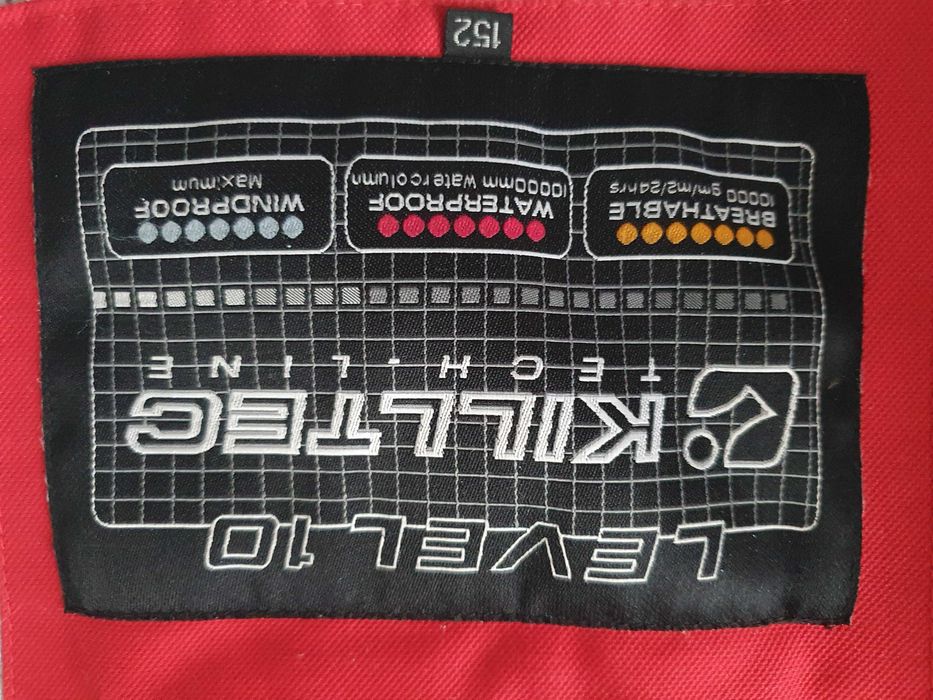 LEVEL 10
KILLTEC
TECH-LINE
BREATHABLE
10000 gm/m2/24hrs
WATERPROOF
10000mm Watercolumn
WINDPROOF
Maximum
152